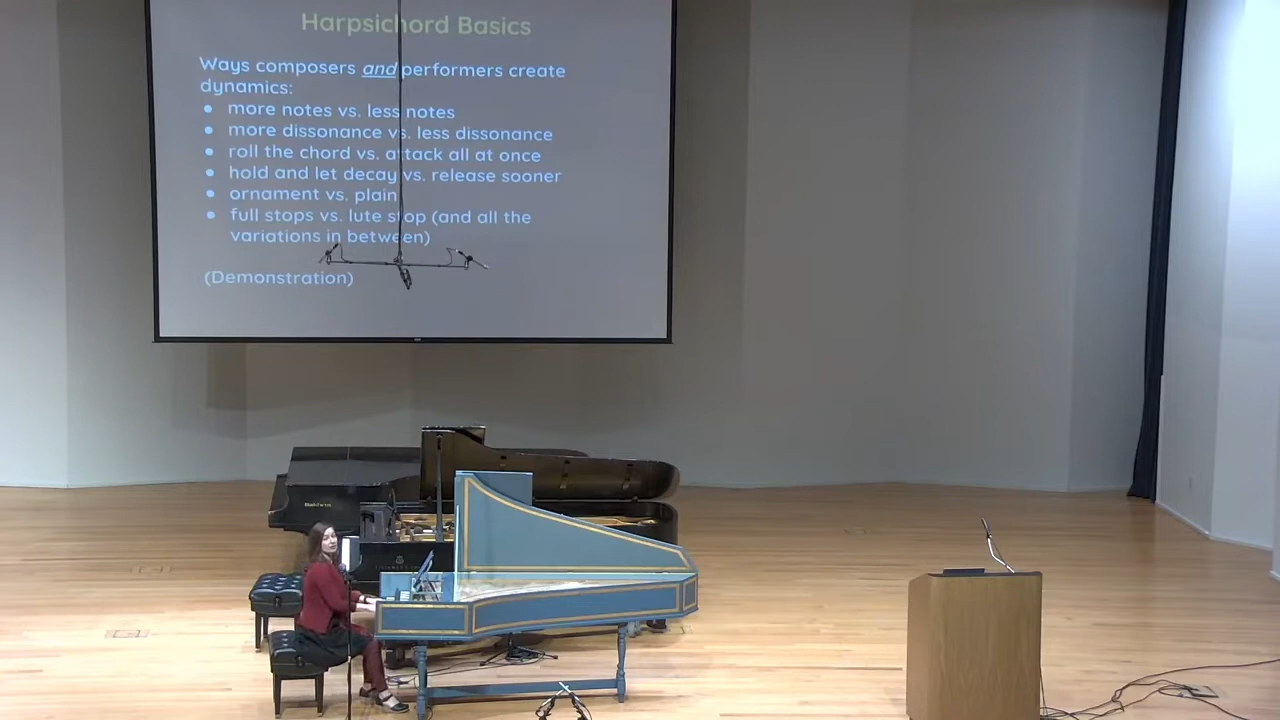 Harpsichord Basics
Ways composers and performers create
dynamics:
• more notes vs. less notes
• more dissonance vs. less dissonance
• roll the chord vs. attack all at once
• hold and let decay vs. release sooner
• ornament vs. plain
• full stops vs. lute stop (and all the
variations in between)
(Demonstration)
Baldwin